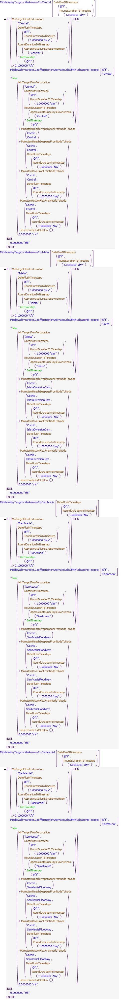 MiddleValleyTargets.MinReleaseForCentral [ DatePlusNTimesteps
( @"t" ,
RoundDurationToTimestep
( 1.0000000 "day" ) ) ]
= IF ( MinTargetFlowForLocation ) THEN
( "Central" ,
DatePlusNTimesteps ,
( @"t" ,
RoundDurationToTimestep
( 1.0000000 "day" ) )
RoundDurationToTimestep
( ApproximateNumDaysDownstream
( "Central" ) )
* GetTimestep
( @"t" ) )
> 0.1000000 "cfs"
MiddleValleyTargets.CoefficientsForAlternateCalcOfMinReleaseForTargets [ @"t" ,
"Central" ]
* Max
( MinTargetFlowForLocation
( "Central" ,
DatePlusNTimesteps ,
( @"t" ,
RoundDurationToTimestep
( 1.0000000 "day" ) )
RoundDurationToTimestep
( ApproximateNumDaysDownstream
( "Central" ) )
* GetTimestep
( @"t" ) )
+ MainstemReachEvaporationFromNodeToNode
( Cochiti ,
Central )
+ MainstemReachSeepageFromNodeToNode
( Cochiti ,
Central ,
DatePlusNTimesteps
( @"t" ,
RoundDurationToTimestep
( 1.0000000 "day" ) ) )
+ MainstemDiversionFromNodeToNode
( Cochiti ,
Central ,
DatePlusNTimesteps
( @"t" ,
RoundDurationToTimestep
( 1.0000000 "day" ) ) )
- MainstemReturnFlowFromNodeToNode
( Cochiti ,
Central ,
DatePlusNTimesteps
( @"t" ,
RoundDurationToTimestep
( 1.0000000 "day" ) ) )
- JemezPredictedOutflow ( ) ,
0.0000000 "cfs" )
ELSE
0.0000000 "cfs"
END IF
MiddleValleyTargets.MinReleaseForIsleta [ DatePlusNTimesteps
( @"t" ,
RoundDurationToTimestep
( 1.0000000 "day" ) ) ]
= IF ( MinTargetFlowForLocation ) THEN
( "Isleta" ,
DatePlusNTimesteps ,
( @"t" ,
RoundDurationToTimestep
( 1.0000000 "day" ) )
RoundDurationToTimestep
( ApproximateNumDaysDownstream
( "Isleta" ) )
* GetTimestep
( @"t" ) )
> 0.1000000 "cfs"
MiddleValleyTargets.CoefficientsForAlternateCalcOfMinReleaseForTargets [ @"t" ,
"Isleta" ]
* Max
( MinTargetFlowForLocation
( "Isleta" ,
DatePlusNTimesteps ,
( @"t" ,
RoundDurationToTimestep
( 1.0000000 "day" ) )
RoundDurationToTimestep
( ApproximateNumDaysDownstream
( "Isleta" ) )
* GetTimestep
( @"t" ) )
+ MainstemReachEvaporationFromNodeToNode
( Cochiti ,
IsletaDiversionDam )
+ MainstemReachSeepageFromNodeToNode
( Cochiti ,
IsletaDiversionDam ,
DatePlusNTimesteps
( @"t" ,
RoundDurationToTimestep
( 1.0000000 "day" ) ) )
+ MainstemDiversionFromNodeToNode
( Cochiti ,
IsletaDiversionDam ,
DatePlusNTimesteps
( @"t" ,
RoundDurationToTimestep
( 1.0000000 "day" ) ) )
- MainstemReturnFlowFromNodeToNode
( Cochiti ,
IsletaDiversionDam ,
DatePlusNTimesteps
( @"t" ,
RoundDurationToTimestep
( 1.0000000 "day" ) ) )
- JemezPredictedOutflow ( ) ,
0.0000000 "cfs" )
ELSE
0.0000000 "cfs"
END IF
MiddleValleyTargets.MinReleaseForSanAcacia [ DatePlusNTimesteps
( @"t" ,
RoundDurationToTimestep
( 1.0000000 "day" ) ) ]
= IF ( MinTargetFlowForLocation ) THEN
( "SanAcacia" ,
DatePlusNTimesteps ,
( @"t" ,
RoundDurationToTimestep
( 1.0000000 "day" ) )
RoundDurationToTimestep
( ApproximateNumDaysDownstream
( "SanAcacia" ) )
* GetTimestep
( @"t" ) )
> 0.1000000 "cfs"
MiddleValleyTargets.CoefficientsForAlternateCalcOfMinReleaseForTargets [ @"t" ,
"SanAcacia" ]
* Max
( MinTargetFlowForLocation
( "SanAcacia" ,
DatePlusNTimesteps ,
( @"t" ,
RoundDurationToTimestep
( 1.0000000 "day" ) )
RoundDurationToTimestep
( ApproximateNumDaysDownstream
( "SanAcacia" ) )
* GetTimestep
( @"t" ) )
+ MainstemReachEvaporationFromNodeToNode
( Cochiti ,
SanAcaciaFloodway )
+ MainstemReachSeepageFromNodeToNode
( Cochiti ,
SanAcaciaFloodway ,
DatePlusNTimesteps
( @"t" ,
RoundDurationToTimestep
( 1.0000000 "day" ) ) )
+ MainstemDiversionFromNodeToNode
( Cochiti ,
SanAcaciaFloodway ,
DatePlusNTimesteps
( @"t" ,
RoundDurationToTimestep
( 1.0000000 "day" ) ) )
- MainstemReturnFlowFromNodeToNode
( Cochiti ,
SanAcaciaFloodway ,
DatePlusNTimesteps
( @"t" ,
RoundDurationToTimestep
( 1.0000000 "day" ) ) )
- JemezPredictedOutflow ( ) ,
0.0000000 "cfs" )
ELSE
0.0000000 "cfs"
END IF
MiddleValleyTargets.MinReleaseForSanMarcial [ DatePlusNTimesteps
( @"t" ,
RoundDurationToTimestep
( 1.0000000 "day" ) ) ]
= IF ( MinTargetFlowForLocation ) THEN
( "SanMarcial" ,
DatePlusNTimesteps ,
( @"t" ,
RoundDurationToTimestep
( 1.0000000 "day" ) )
RoundDurationToTimestep
( ApproximateNumDaysDownstream
( "SanMarcial" ) )
* GetTimestep
( @"t" ) )
> 0.1000000 "cfs"
MiddleValleyTargets.CoefficientsForAlternateCalcOfMinReleaseForTargets [ @"t" ,
"SanMarcial" ]
* Max
( MinTargetFlowForLocation
( "SanMarcial" ,
DatePlusNTimesteps ,
( @"t" ,
RoundDurationToTimestep
( 1.0000000 "day" ) )
RoundDurationToTimestep
( ApproximateNumDaysDownstream
( "SanMarcial" ) )
* GetTimestep
( @"t" ) )
+ MainstemReachEvaporationFromNodeToNode
( Cochiti ,
SanMarcialFloodway )
+ MainstemReachSeepageFromNodeToNode
( Cochiti ,
SanMarcialFloodway ,
DatePlusNTimesteps
( @"t" ,
RoundDurationToTimestep
( 1.0000000 "day" ) ) )
+ MainstemDiversionFromNodeToNode
( Cochiti ,
SanMarcialFloodway ,
DatePlusNTimesteps
( @"t" ,
RoundDurationToTimestep
( 1.0000000 "day" ) ) )
- MainstemReturnFlowFromNodeToNode
( Cochiti ,
SanMarcialFloodway ,
DatePlusNTimesteps
( @"t" ,
RoundDurationToTimestep
( 1.0000000 "day" ) ) )
- JemezPredictedOutflow ( ) ,
0.0000000 "cfs" )
ELSE
0.0000000 "cfs"
END IF